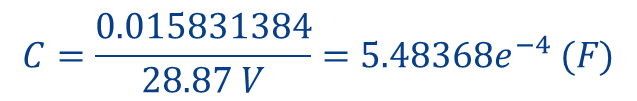 C = 0.015831384 / 28.87 V = 5.48368e⁻⁴ (F)